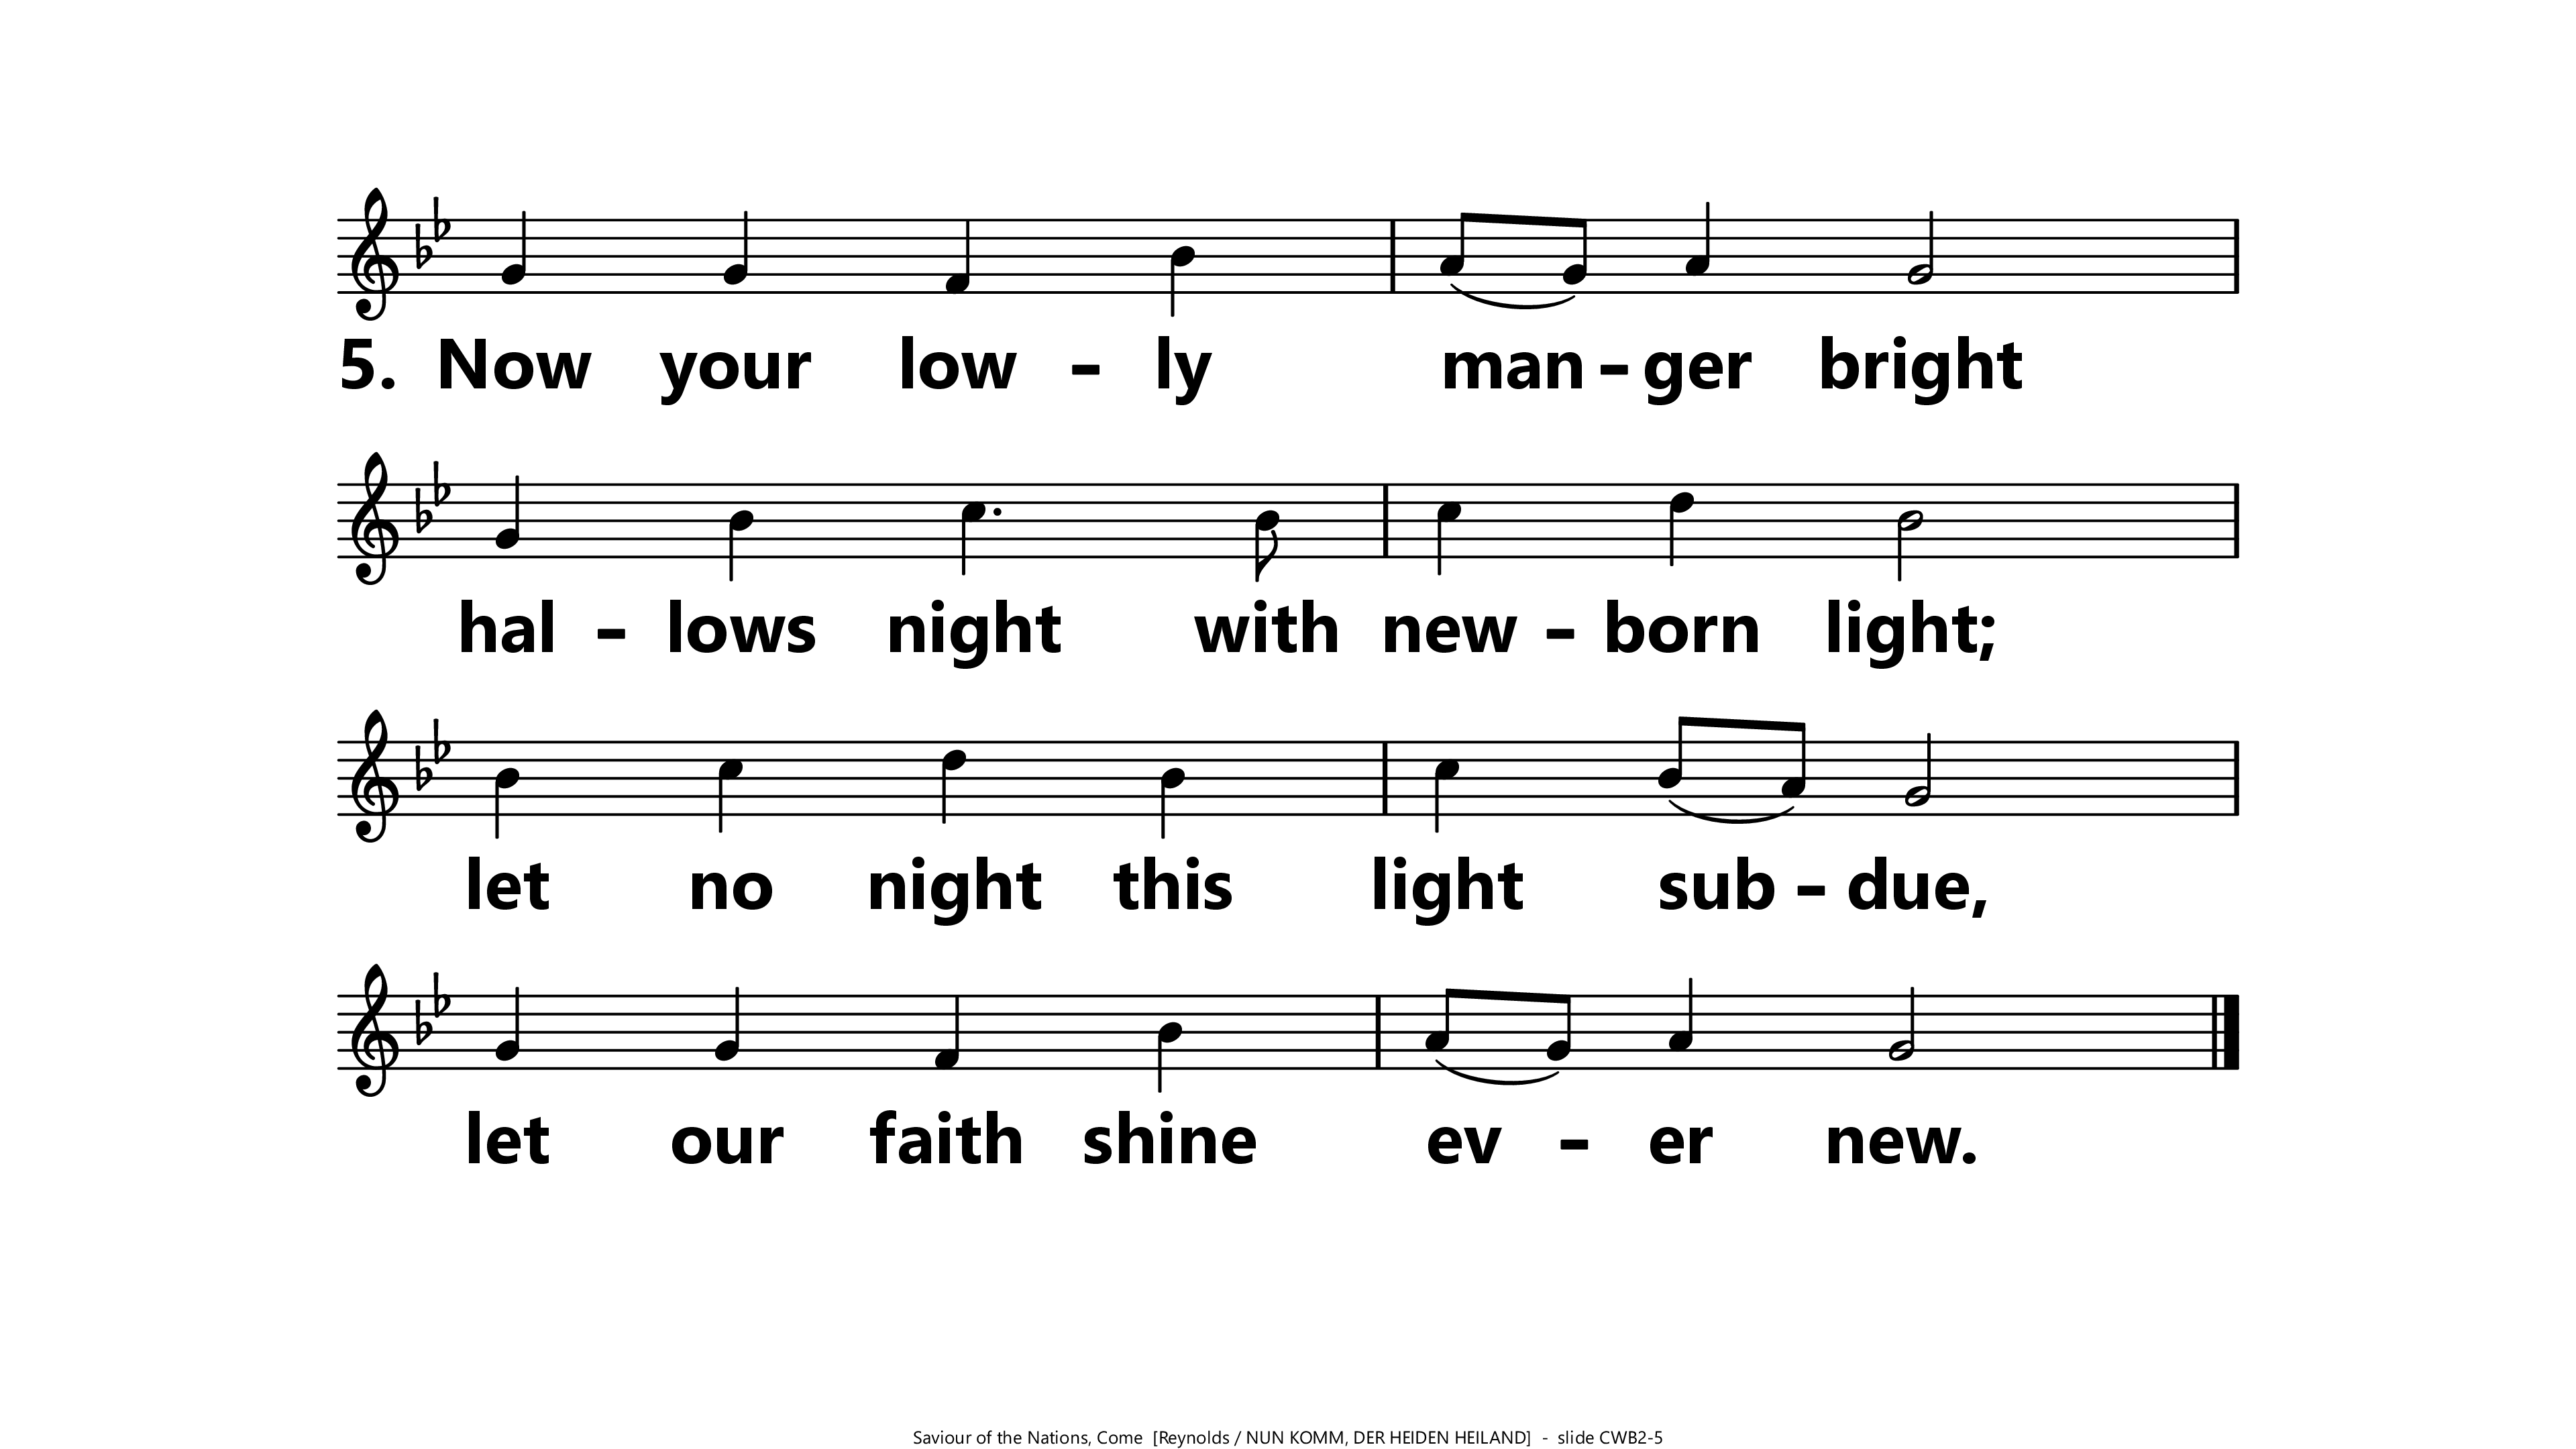 5. Now your low - ly man - ger bright
hal - lows night with new - born light;
let no night this light sub - due,
let our faith shine ev - er new.
Saviour of the Nations, Come [Reynolds / NUN KOMM, DER HEIDEN HEILAND] - slide CWB2-5